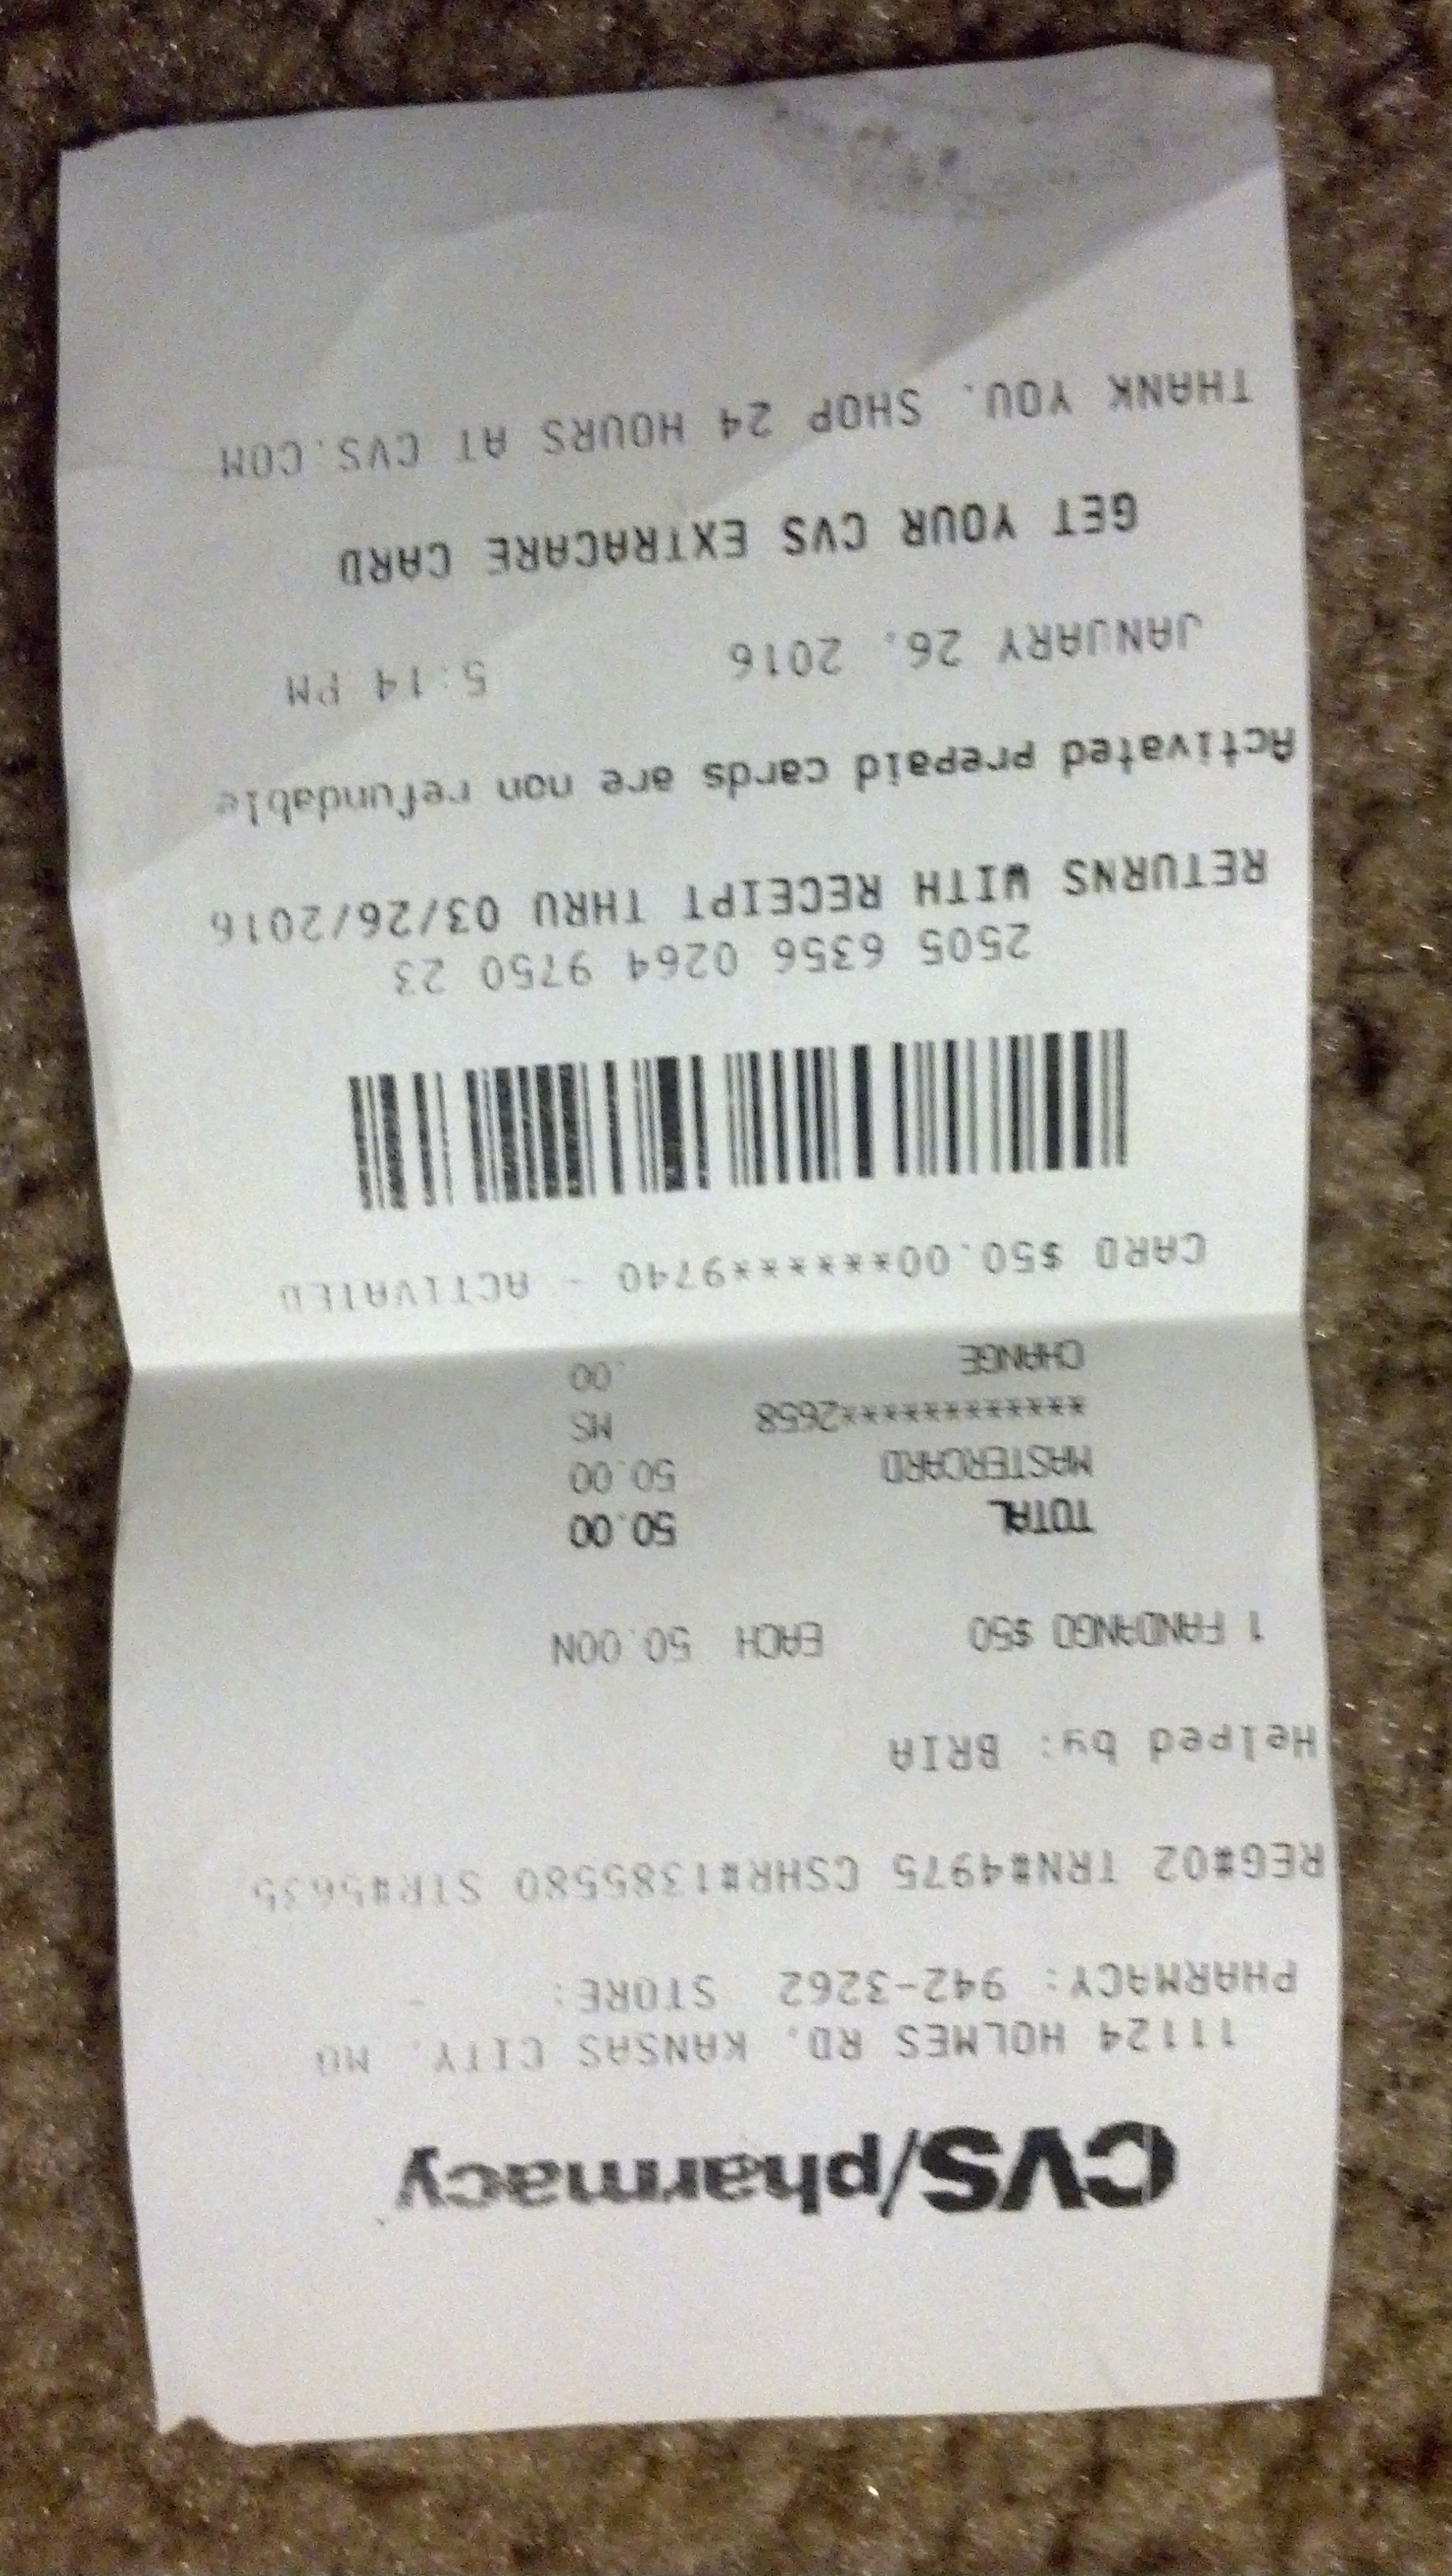 CVS/pharmacy
11124 HOLMES RD, KANSAS CITY, MO
PHARMACY: 942-3262 STORE: -
REG#02 TRN#4975 CSHR#1385580 STR#5635
Helped by: BRIA
1 FANDANGO $50 EACH 50.00N
TOTAL 50.00
MASTERCARD 50.00
************2658 MS
CHANGE .00
CARD $50.00*******9740 - ACTIVATED
2505 6356 0264 9750 23
RETURNS WITH RECEIPT THRU 03/26/2016
Activated prepaid cards are non refundable
JANUARY 26, 2016 5:14 PM
GET YOUR CVS EXTRACARE CARD
THANK YOU. SHOP 24 HOURS AT CVS.COM